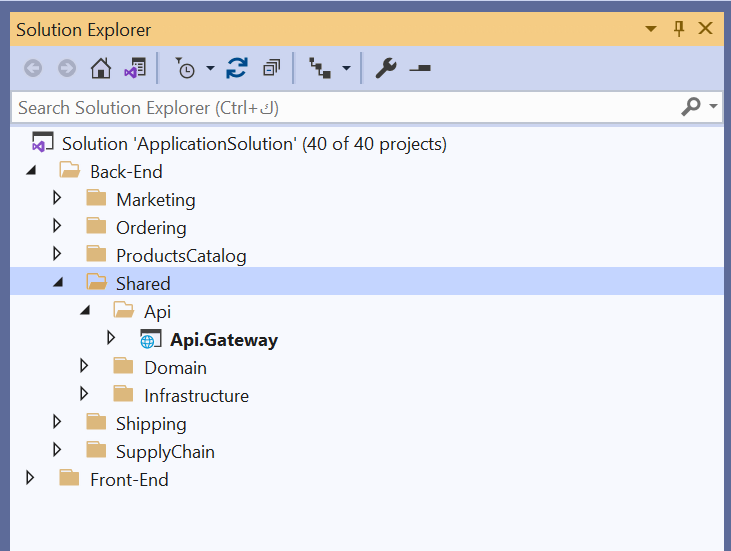 Solution Explorer
Search Solution Explorer (Ctrl+ك)
Solution 'ApplicationSolution' (40 of 40 projects)
Back-End
Marketing
Ordering
ProductsCatalog
Shared
Api
Api.Gateway
Domain
Infrastructure
Shipping
SupplyChain
Front-End